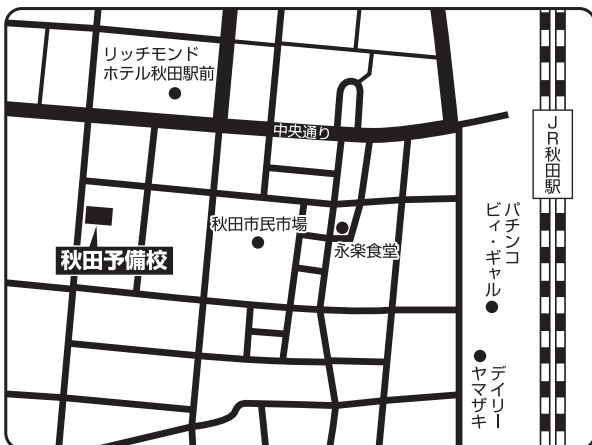 リッチモンド
ホテル秋田駅前
中央通り
JR秋田駅
秋田市民市場
永楽食堂
秋田予備校
パチンコ
ビィ・ギャル
デイリー
ヤマザキ